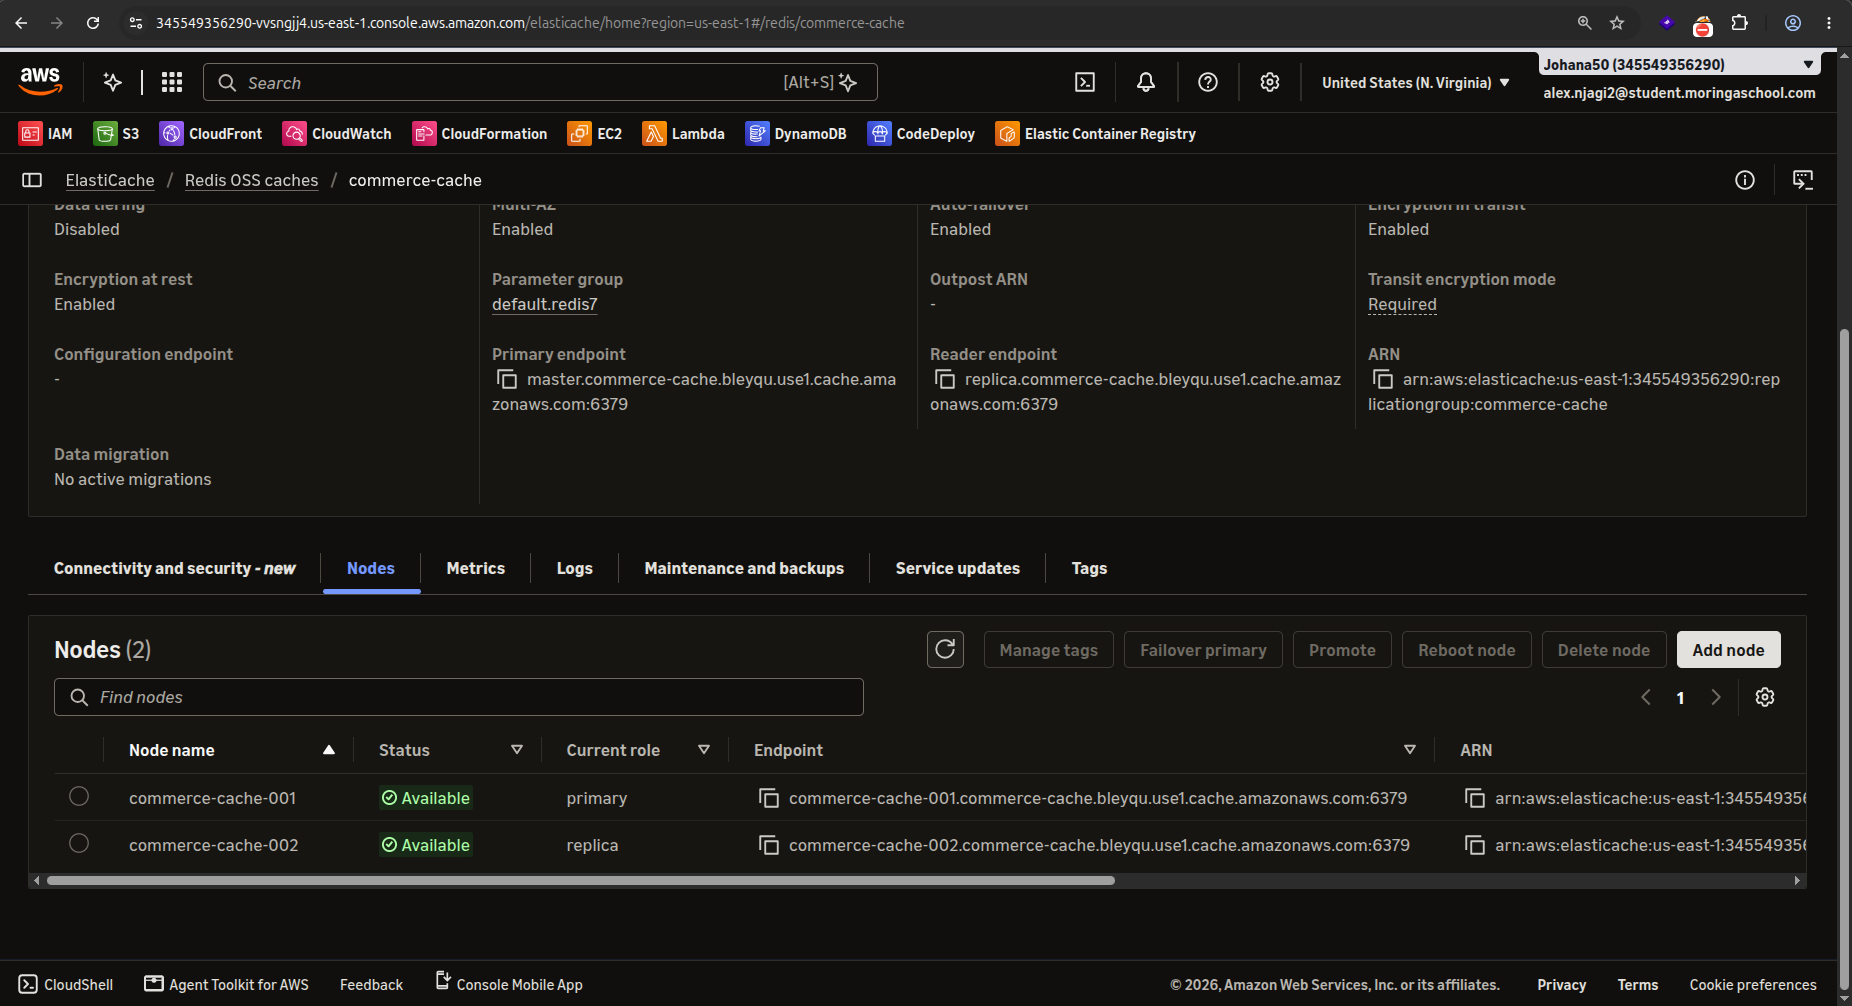 345549356290-vvsngjj4.us-east-1.console.aws.amazon.com/elasticache/home?region=us-east-1#/redis/commerce-cache
aws
Search
[Alt+S]
United States (N. Virginia)
Johana50 (345549356290)
alex.njagi2@student.moringaschool.com
IAM
S3
CloudFront
CloudWatch
CloudFormation
EC2
Lambda
DynamoDB
CodeDeploy
Elastic Container Registry
ElastiCache / Redis OSS caches / commerce-cache
Data tiering
Disabled
Multi-AZ
Enabled
Auto-failover
Enabled
Encryption in transit
Enabled
Encryption at rest
Enabled
Parameter group
default.redis7
Outpost ARN
-
Transit encryption mode
Required
Configuration endpoint
-
Primary endpoint
master.commerce-cache.bleyqu.use1.cache.ama
zonaws.com:6379
Reader endpoint
replica.commerce-cache.bleyqu.use1.cache.amaz
onaws.com:6379
ARN
arn:aws:elasticache:us-east-1:345549356290:rep
licationgroup:commerce-cache
Data migration
No active migrations
Connectivity and security - new
Nodes
Metrics
Logs
Maintenance and backups
Service updates
Tags
Nodes (2)
Manage tags
Failover primary
Promote
Reboot node
Delete node
Add node
Find nodes
1
Node name
Status
Current role
Endpoint
ARN
commerce-cache-001
Available
primary
commerce-cache-001.commerce-cache.bleyqu.use1.cache.amazonaws.com:6379
arn:aws:elasticache:us-east-1:345549356
commerce-cache-002
Available
replica
commerce-cache-002.commerce-cache.bleyqu.use1.cache.amazonaws.com:6379
arn:aws:elasticache:us-east-1:345549356
CloudShell
Agent Toolkit for AWS
Feedback
Console Mobile App
© 2026, Amazon Web Services, Inc. or its affiliates.
Privacy
Terms
Cookie preferences